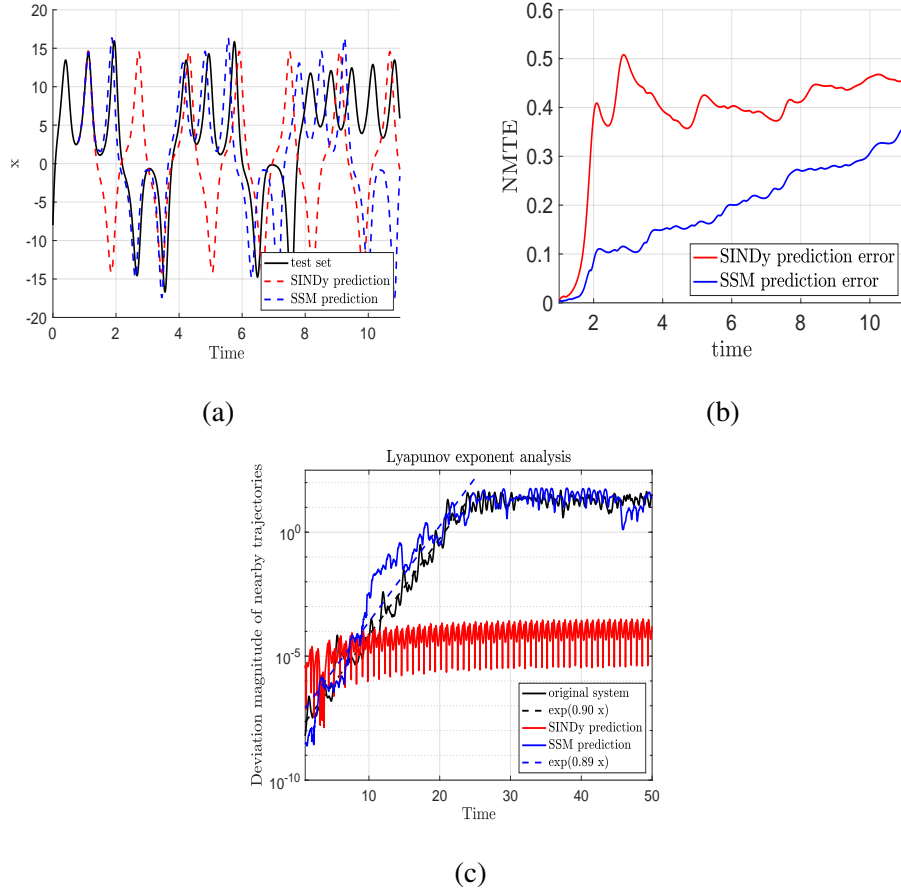 20
15
10
5
0
-5
-10
-15
-20
x
test set
SINDy prediction
SSM prediction
0 2 4 6 8 10
Time
(a)
0.6
0.5
0.4
0.3
0.2
0.1
0
NMTE
SINDy prediction error
SSM prediction error
2 4 6 8 10
time
(b)
Lyapunov exponent analysis
Deviation magnitude of nearby trajectories
10^0
10^-5
10^-10
original system
exp(0.90 x)
SINDy prediction
SSM prediction
exp(0.89 x)
10 20 30 40 50
Time
(c)